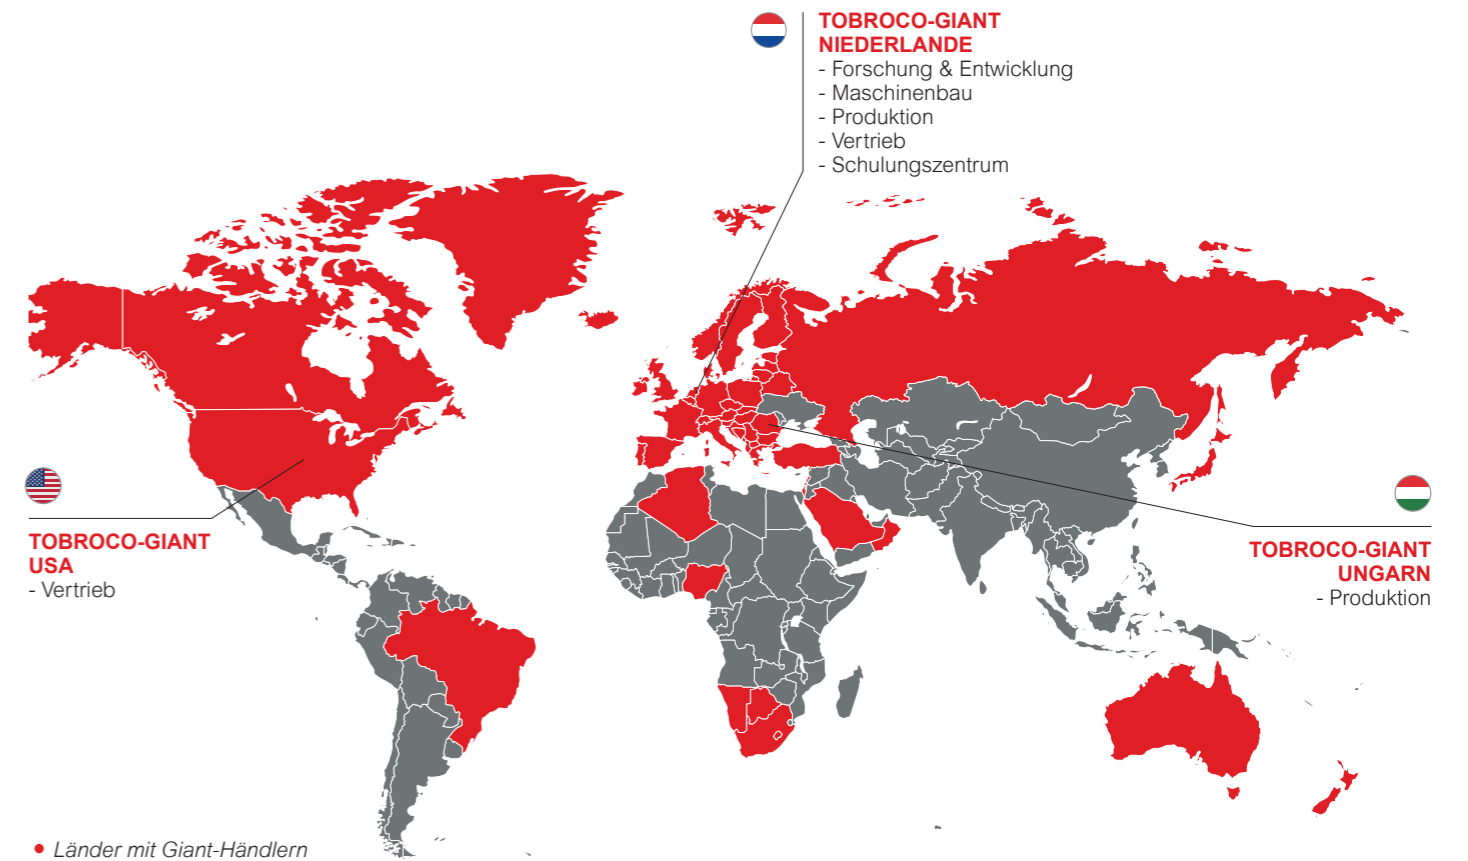 TOBROCO-GIANT
NIEDERLANDE
- Forschung & Entwicklung
- Maschinenbau
- Produktion
- Vertrieb
- Schulungszentrum
TOBROCO-GIANT
USA
- Vertrieb
TOBROCO-GIANT
UNGARN
- Produktion
• Länder mit Giant-Händlern